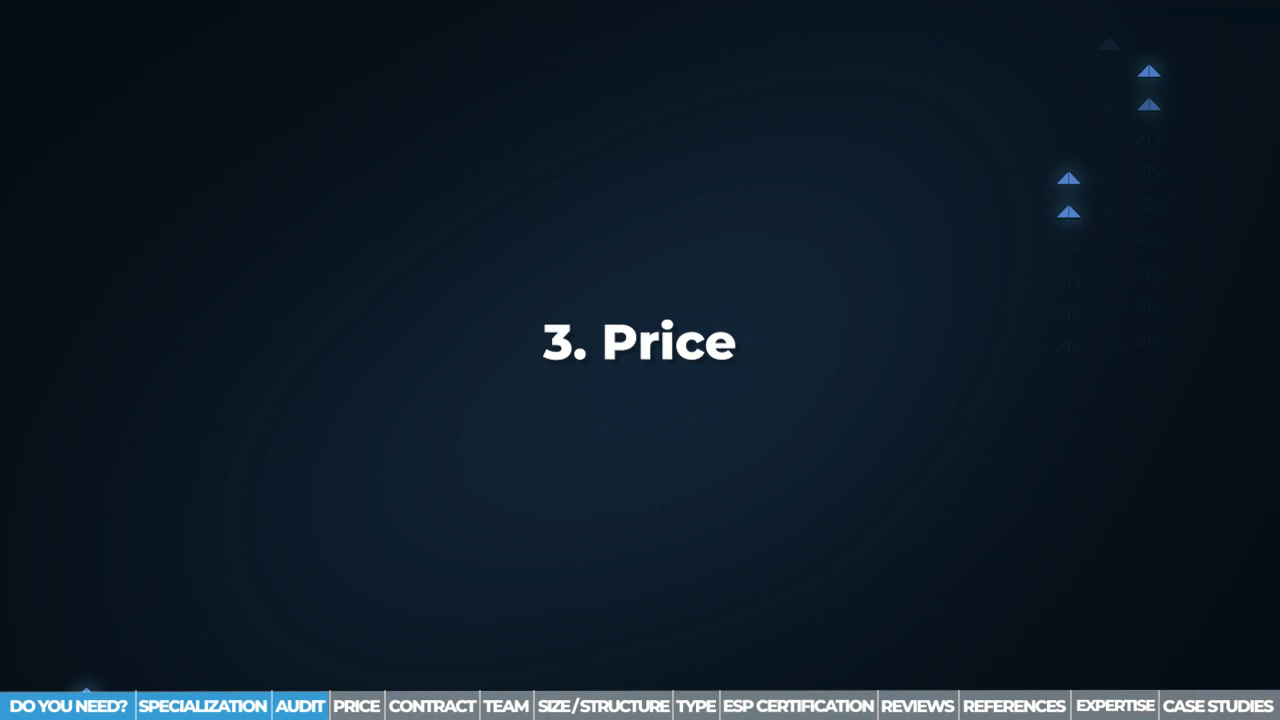 3. Price
DO YOU NEED? SPECIALIZATION AUDIT PRICE CONTRACT TEAM SIZE / STRUCTURE TYPE ESP CERTIFICATION REVIEWS REFERENCES EXPERTISE CASE STUDIES